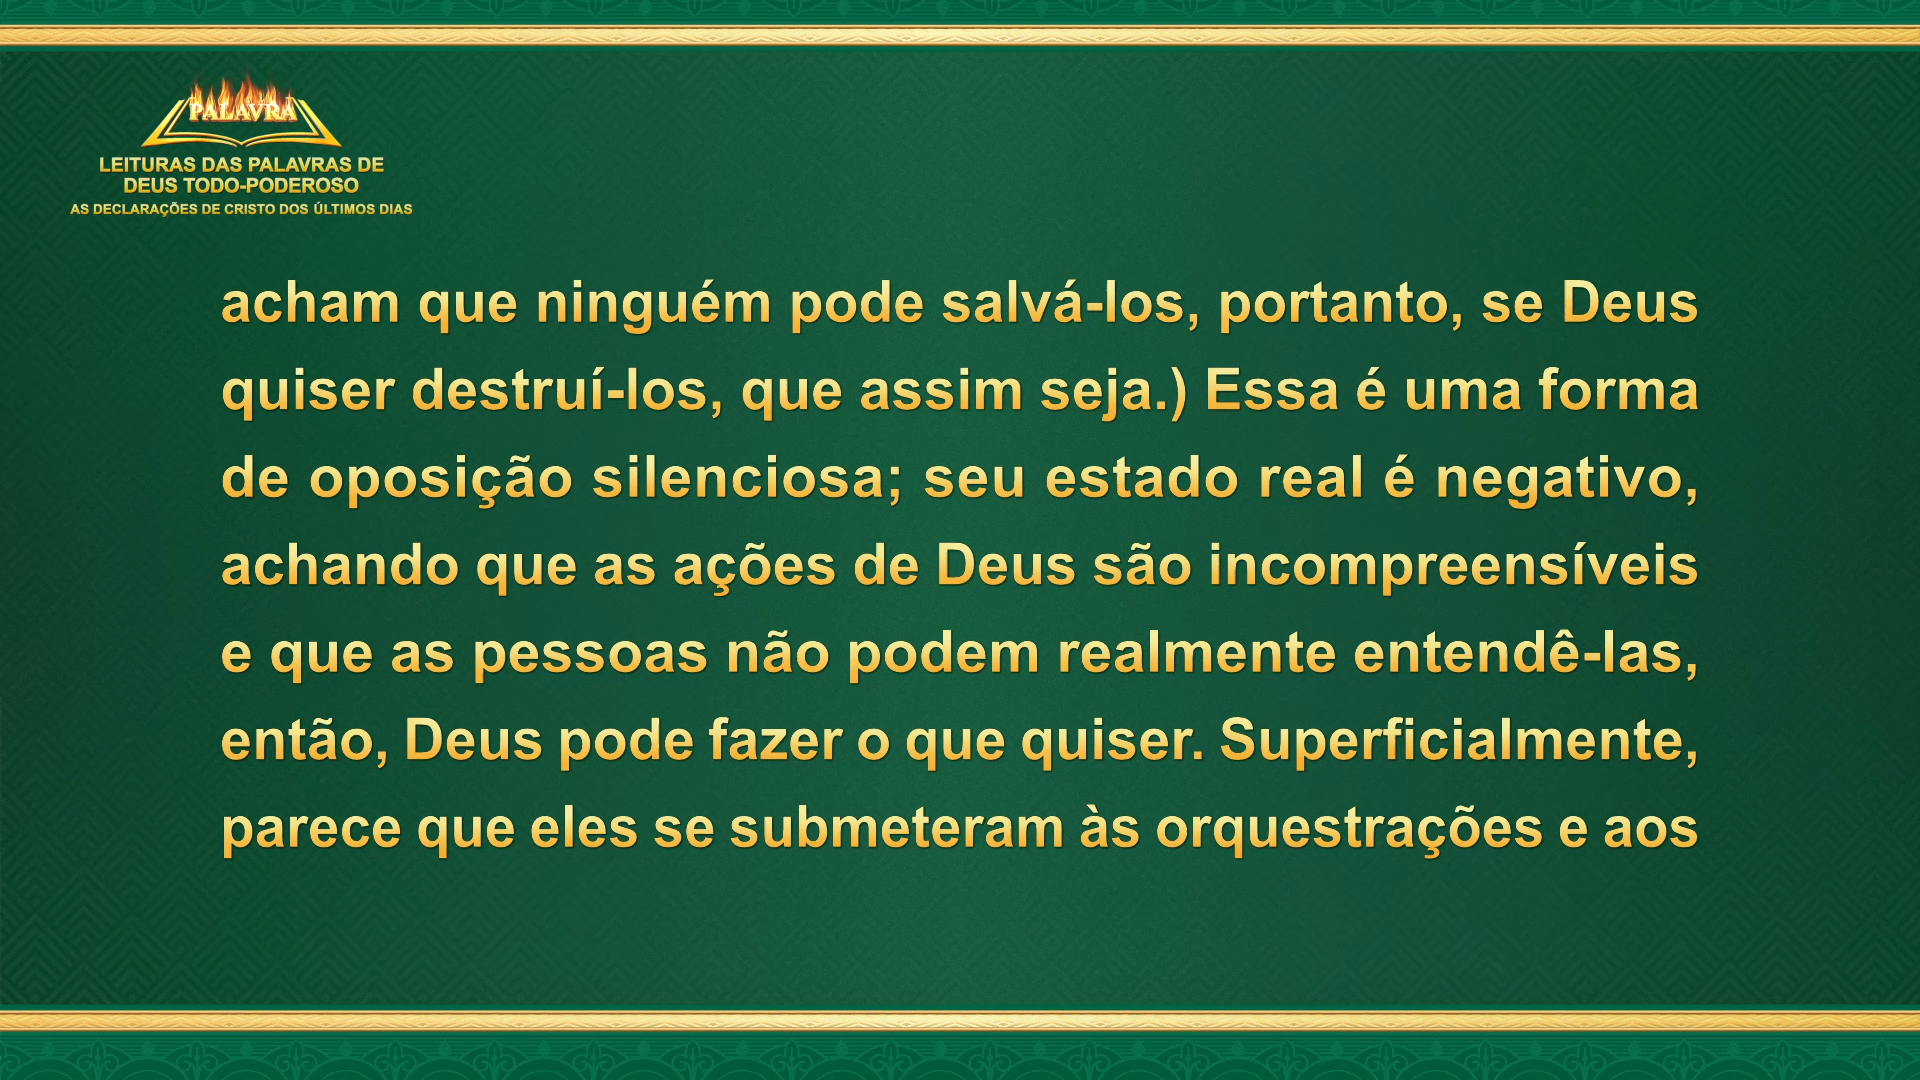 PALAVRA
LEITURAS DAS PALAVRAS DE
DEUS TODO-PODEROSO
AS DECLARAÇÕES DE CRISTO DOS ÚLTIMOS DIAS
acham que ninguém pode salvá-los, portanto, se Deus
quiser destruí-los, que assim seja.) Essa é uma forma
de oposição silenciosa; seu estado real é negativo,
achando que as ações de Deus são incompreensíveis
e que as pessoas não podem realmente entendê-las,
então, Deus pode fazer o que quiser. Superficialmente,
parece que eles se submeteram às orquestrações e aos